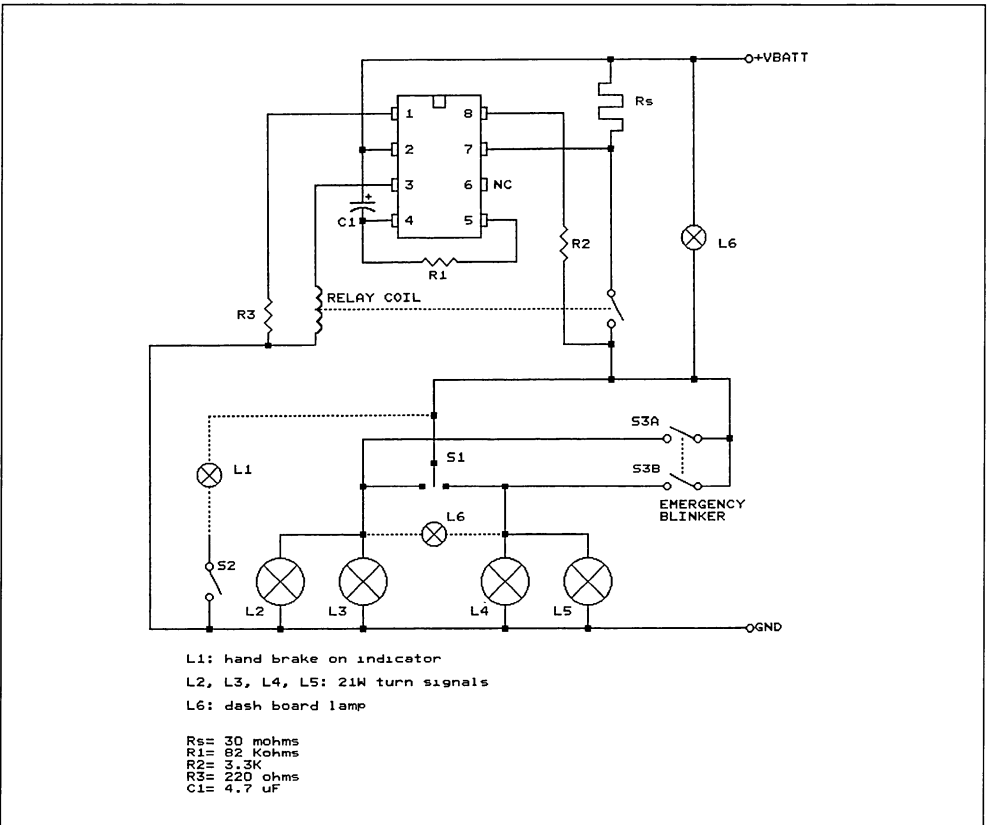 +VBATT
Rs
1 8
2 7
3 6 NC
+
C1
4 5
R1
R2
L6
RELAY COIL
R3
S3A
S1
S3B
L1
EMERGENCY
BLINKER
L6
S2
L2 L3 L4 L5
GND
L1: hand brake on indicator
L2, L3, L4, L5: 21W turn signals
L6: dash board lamp
Rs= 30 mohms
R1= 82 Kohms
R2= 3.3K
R3= 220 ohms
C1= 4.7 uF